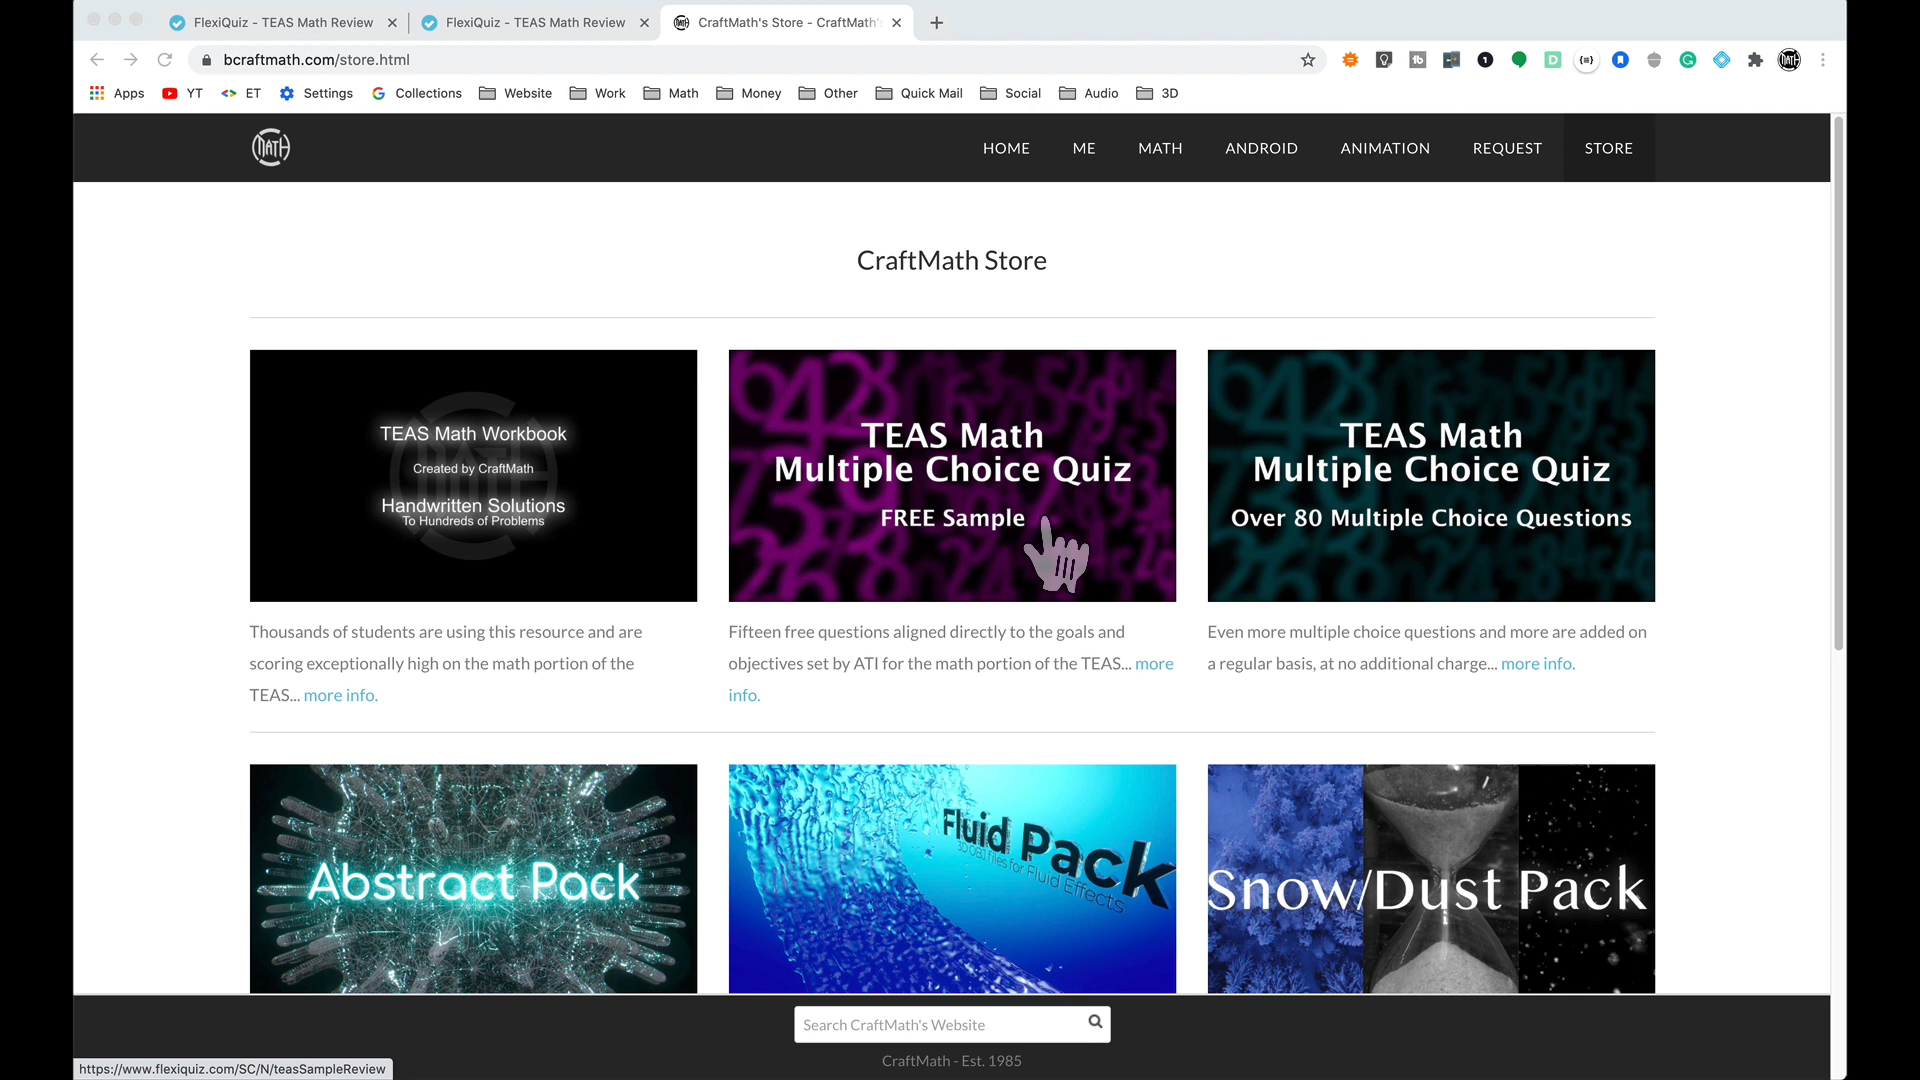 FlexiQuiz - TEAS Math Review
FlexiQuiz - TEAS Math Review
CraftMath's Store - CraftMath's
bcraftmath.com/store.html
Apps
YT
ET
Settings
Collections
Website
Work
Math
Money
Other
Quick Mail
Social
Audio
3D
MATH
HOME
ME
MATH
ANDROID
ANIMATION
REQUEST
STORE
CraftMath Store
TEAS Math Workbook
Created by CraftMath
Handwritten Solutions
To Hundreds of Problems
Thousands of students are using this resource and are
scoring exceptionally high on the math portion of the
TEAS... more info.
TEAS Math
Multiple Choice Quiz
FREE Sample
Fifteen free questions aligned directly to the goals and
objectives set by ATI for the math portion of the TEAS... more
info.
TEAS Math
Multiple Choice Quiz
Over 80 Multiple Choice Questions
Even more multiple choice questions and more are added on
a regular basis, at no additional charge... more info.
Abstract Pack
Fluid Pack
3D OBJ files for Fluid Effects
Snow/Dust Pack
Search CraftMath's Website
CraftMath - Est. 1985
https://www.flexiquiz.com/SC/N/teasSampleReview